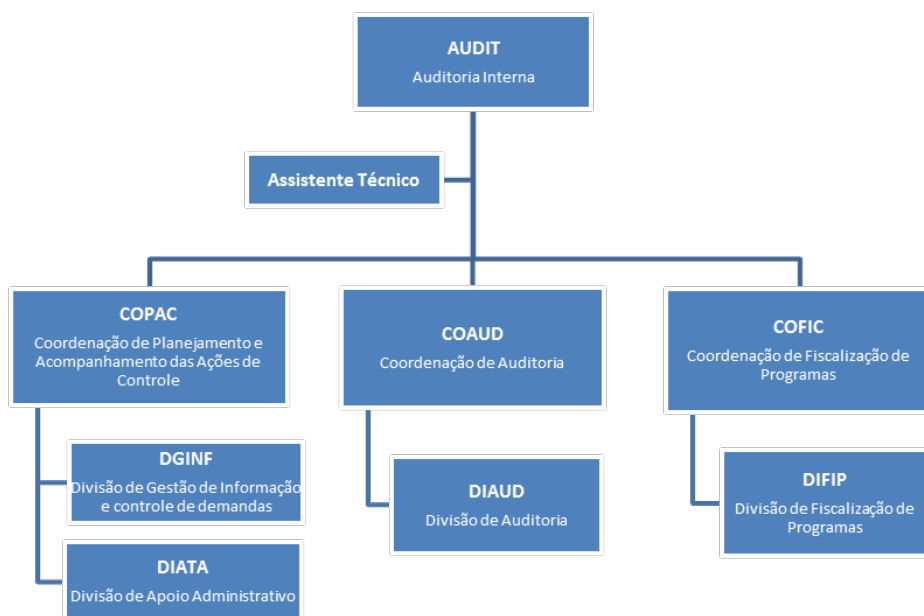 AUDIT
Auditoria Interna
Assistente Técnico
COPAC
Coordenação de Planejamento e
Acompanhamento das Ações de
Controle
DGINF
Divisão de Gestão de Informação
e controle de demandas
DIATA
Divisão de Apoio Administrativo
COAUD
Coordenação de Auditoria
DIAUD
Divisão de Auditoria
COFIC
Coordenação de Fiscalização de
Programas
DIFIP
Divisão de Fiscalização de
Programas